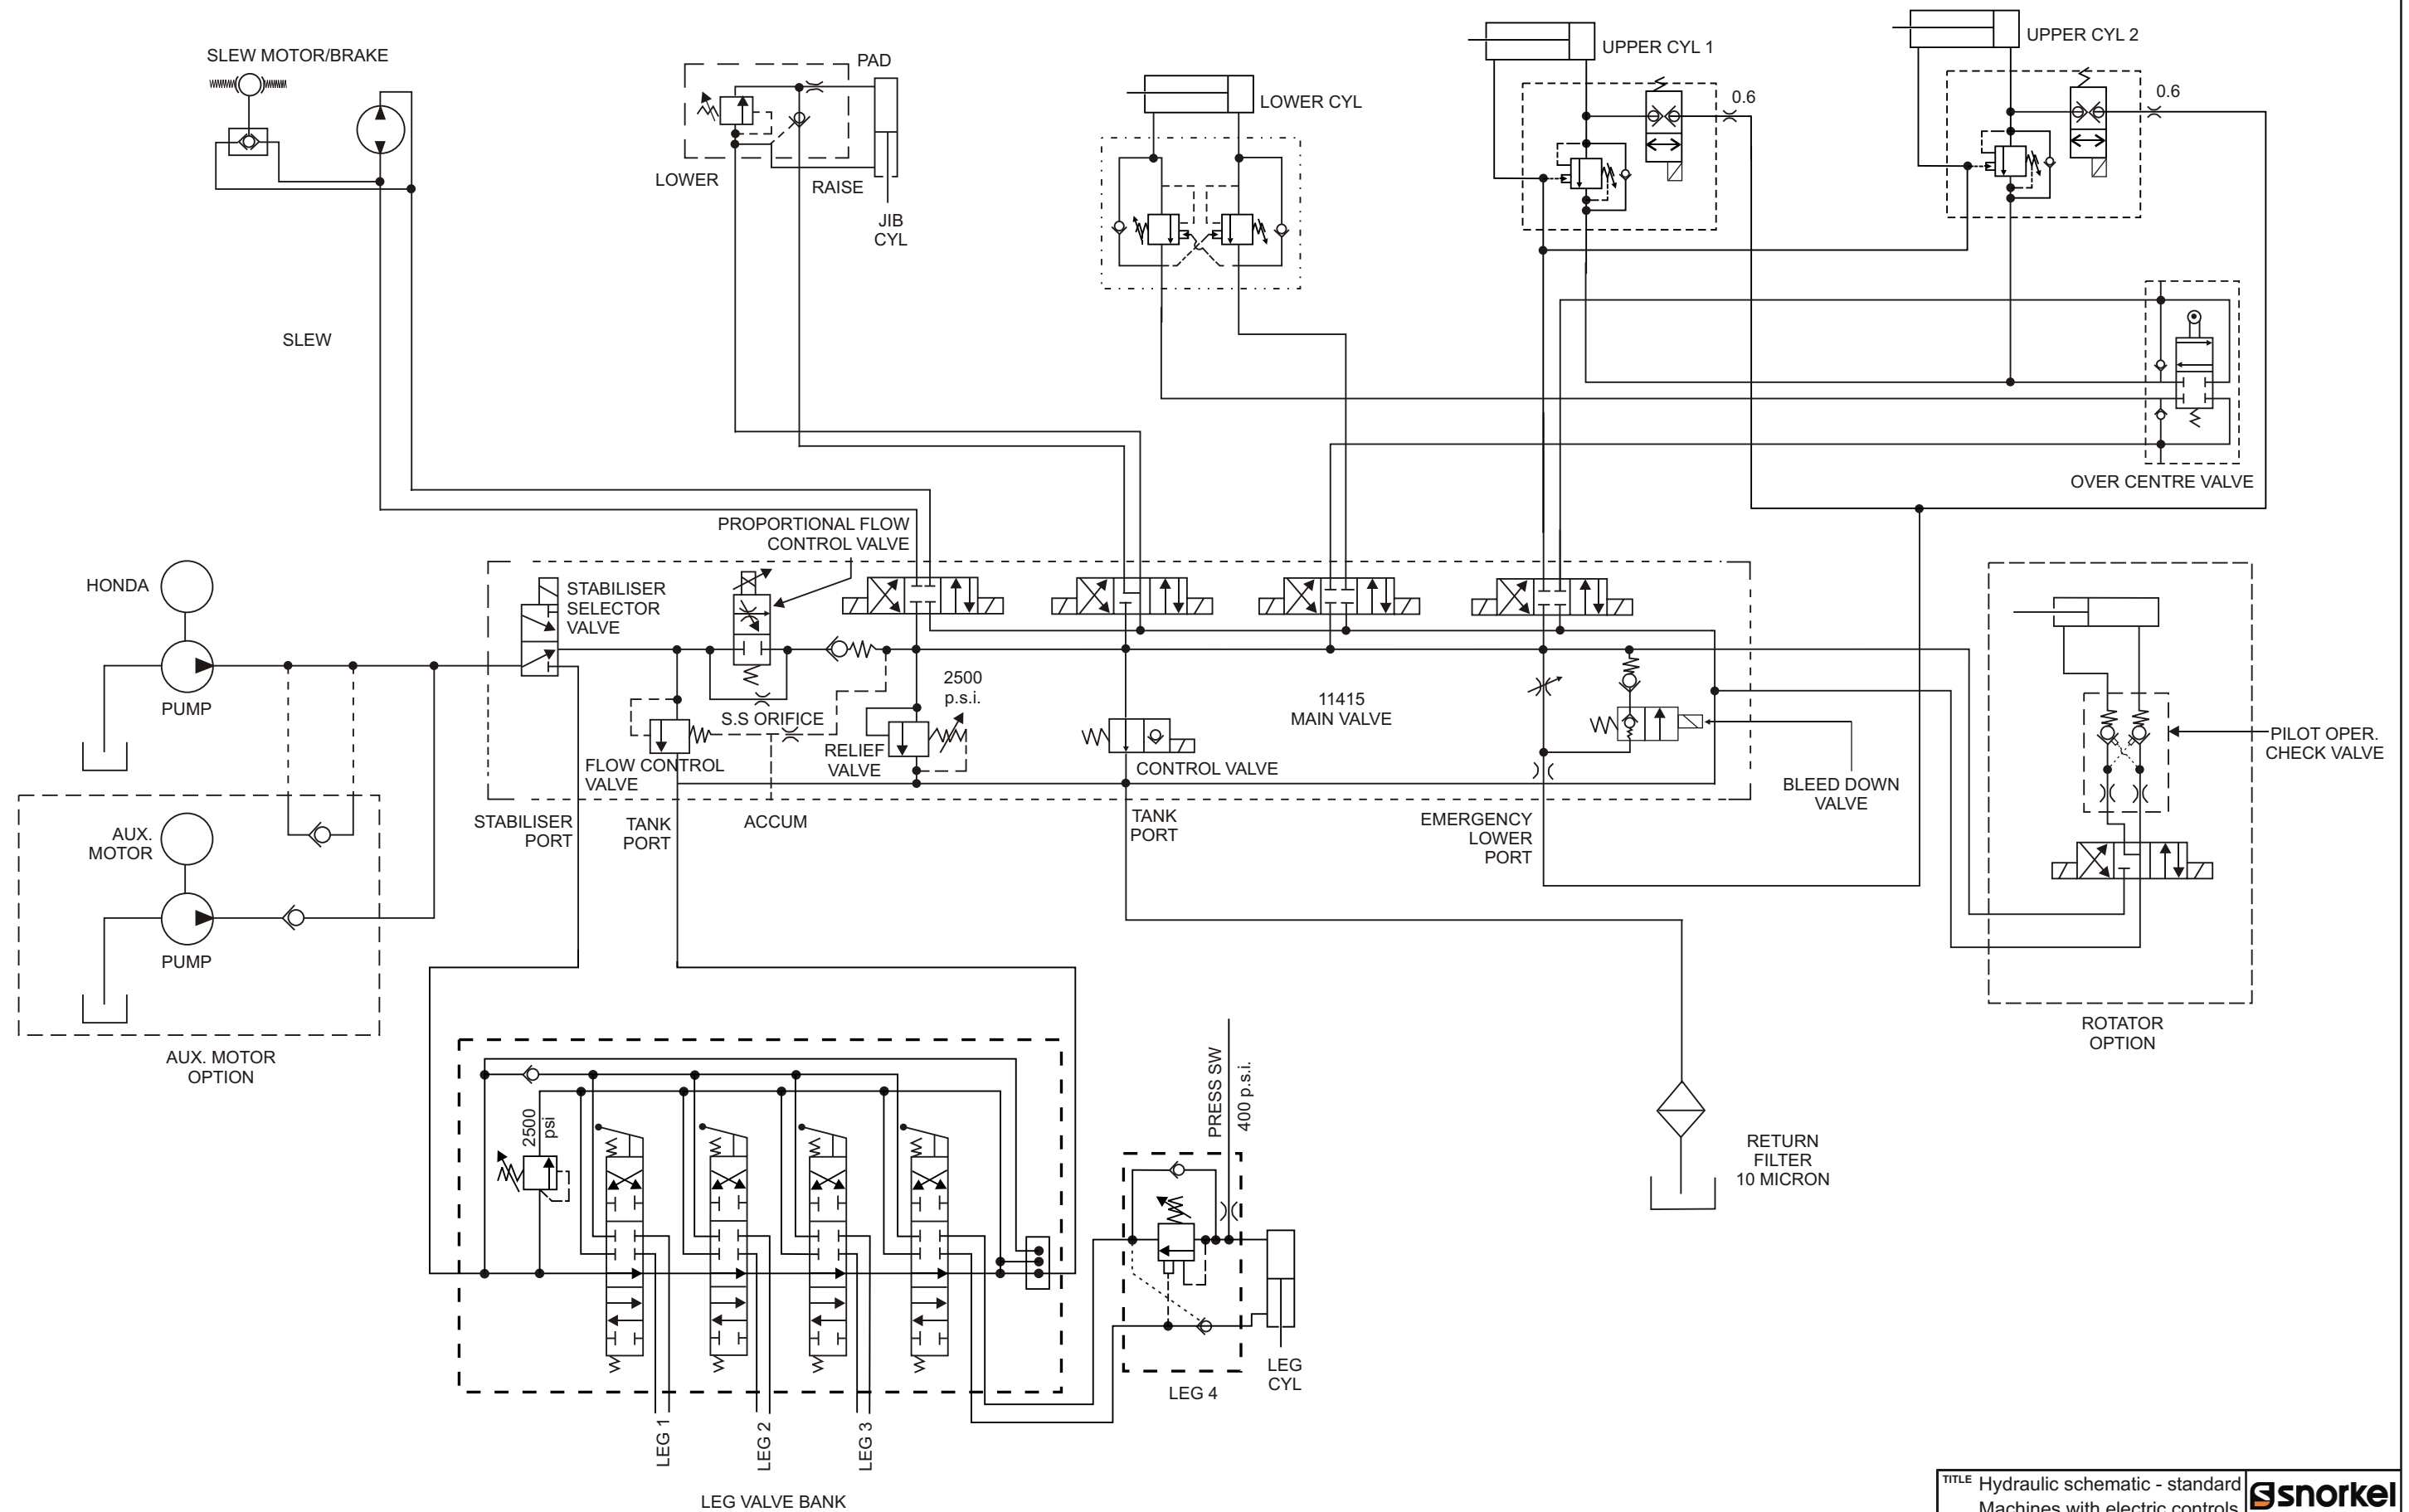 SLEW MOTOR/BRAKE
PAD
LOWER
RAISE
JIB
CYL
LOWER CYL
UPPER CYL 1
0.6
UPPER CYL 2
0.6
SLEW
OVER CENTRE VALVE
PROPORTIONAL FLOW
CONTROL VALVE
HONDA
PUMP
STABILISER
SELECTOR
VALVE
S.S ORIFICE
FLOW CONTROL
VALVE
2500
p.s.i.
RELIEF
VALVE
11415
MAIN VALVE
CONTROL VALVE
BLEED DOWN
VALVE
PILOT OPER.
CHECK VALVE
STABILISER
PORT
TANK
PORT
ACCUM
TANK
PORT
EMERGENCY
LOWER
PORT
AUX.
MOTOR
PUMP
AUX. MOTOR
OPTION
ROTATOR
OPTION
2500
psi
PRESS SW
400 p.s.i.
RETURN
FILTER
10 MICRON
LEG 4
LEG
CYL
LEG 1
LEG 2
LEG 3
LEG VALVE BANK
TITLE Hydraulic schematic - standard
Machines with electric controls
snorkel